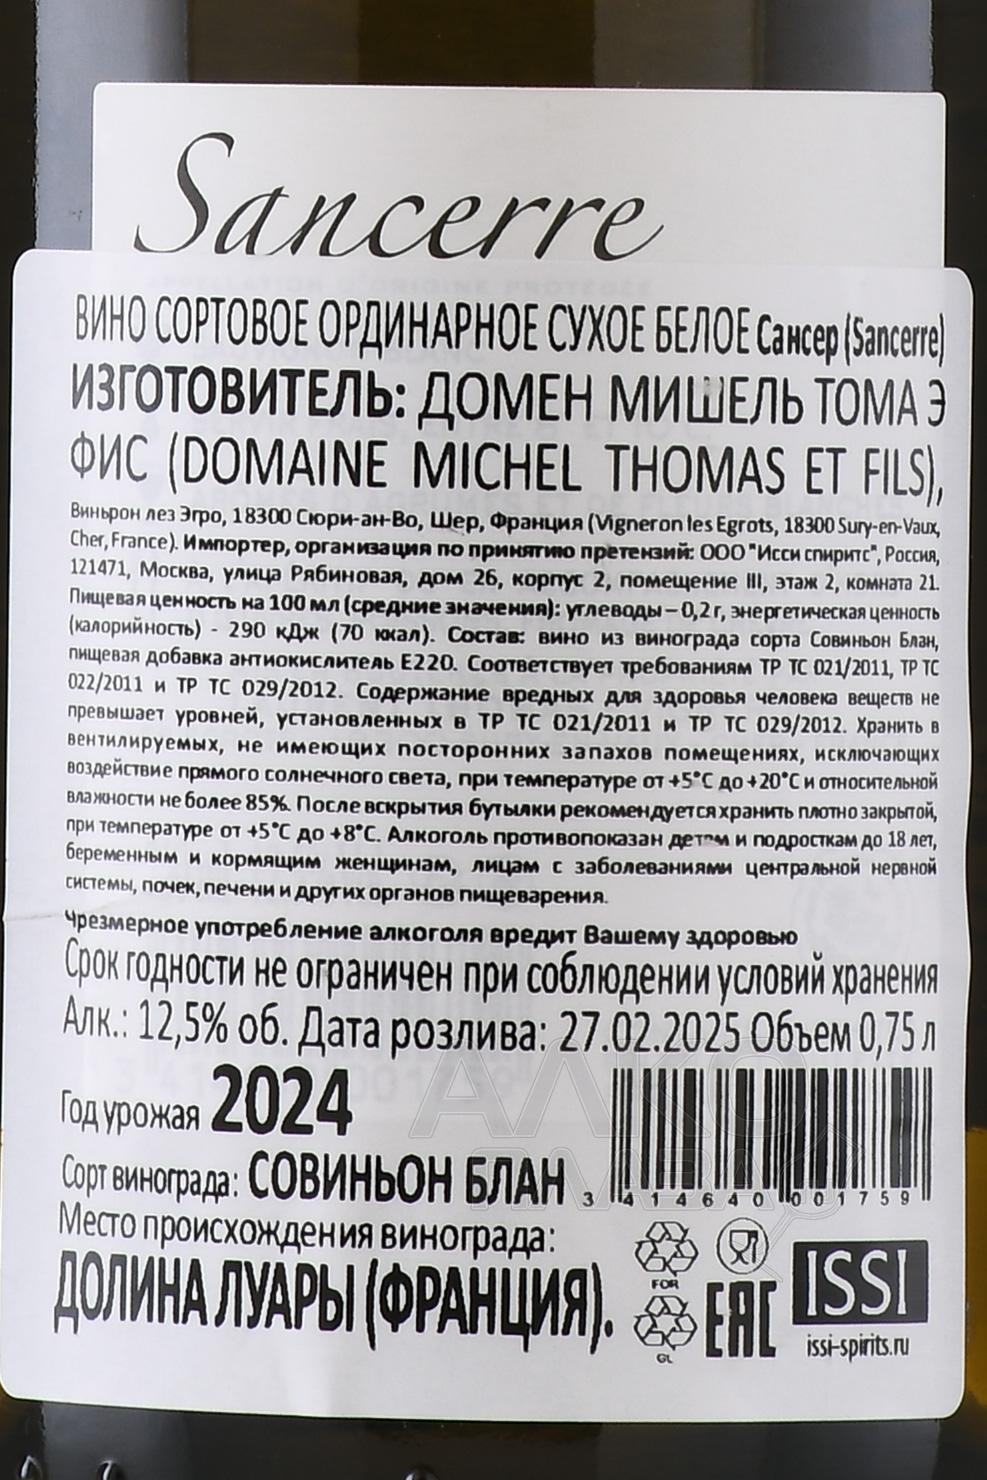 Sancerre
ВИНО СОРТОВОЕ ОРДИНАРНОЕ СУХОЕ БЕЛОЕ Сансер (Sancerre)
ИЗГОТОВИТЕЛЬ: ДОМЕН МИШЕЛЬ ТОМА Э
ФИС (DOMAINE MICHEL THOMAS ET FILS),
Виньрон лез Эгро, 18300 Сюри-ан-Во, Шер, Франция (Vigneron les Egrots, 18300 Sury-en-Vaux,
Cher, France). Импортер, организация по принятию претензий: ООО "Исси спиритс", Россия,
121471, Москва, улица Рябиновая, дом 26, корпус 2, помещение III, этаж 2, комната 21.
Пищевая ценность на 100 мл (средние значения): углеводы – 0,2 г, энергетическая ценность
(калорийность) - 290 кДж (70 ккал). Состав: вино из винограда сорта Совиньон Блан,
пищевая добавка антиокислитель Е220. Соответствует требованиям ТР ТС 021/2011, ТР ТС
022/2011 и ТР ТС 029/2012. Содержание вредных для здоровья человека веществ не
превышает уровней, установленных в ТР ТС 021/2011 и ТР ТС 029/2012. Хранить в
вентилируемых, не имеющих посторонних запахов помещениях, исключающих
воздействие прямого солнечного света, при температуре от +5°С до +20°С и относительной
влажности не более 85%. После вскрытия бутылки рекомендуется хранить плотно закрытой,
при температуре от +5°С до +8°С. Алкоголь противопоказан детям и подросткам до 18 лет,
беременным и кормящим женщинам, лицам с заболеваниями центральной нервной
системы, почек, печени и других органов пищеварения.
Чрезмерное употребление алкоголя вредит Вашему здоровью
Срок годности не ограничен при соблюдении условий хранения
Алк.: 12,5% об. Дата розлива: 27.02.2025 Объем 0,75 л
Год урожая 2024
Сорт винограда: СОВИНЬОН БЛАН
3 414640 001759
Место происхождения винограда:
ДОЛИНА ЛУАРЫ (ФРАНЦИЯ).
FOR
GL
EAC
ISSI
issi-spirits.ru